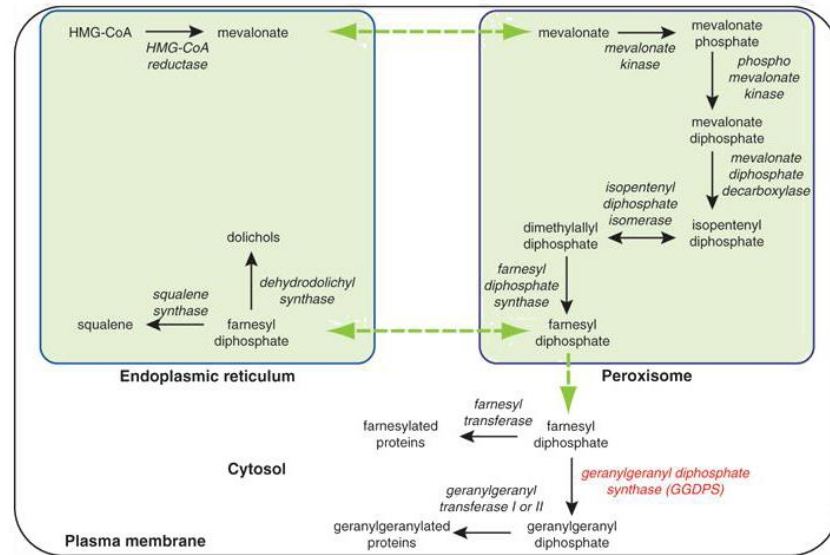 HMG-CoA
HMG-CoA
reductase
mevalonate
mevalonate
mevalonate
kinase
mevalonate
phosphate
phospho
mevalonate
kinase
mevalonate
diphosphate
mevalonate
diphosphate
decarboxylase
isopentenyl
diphosphate
isomerase
dimethylallyl
diphosphate
isopentenyl
diphosphate
dolichols
dehydrodolichyl
synthase
squalene
synthase
squalene
farnesyl
diphosphate
farnesyl
diphosphate
synthase
farnesyl
diphosphate
Endoplasmic reticulum
Peroxisome
farnesyl
transferase
farnesylated
proteins
farnesyl
diphosphate
Cytosol
geranylgeranyl diphosphate
synthase (GGDPS)
geranylgeranyl
transferase I or II
geranylgeranylated
proteins
geranylgeranyl
diphosphate
Plasma membrane